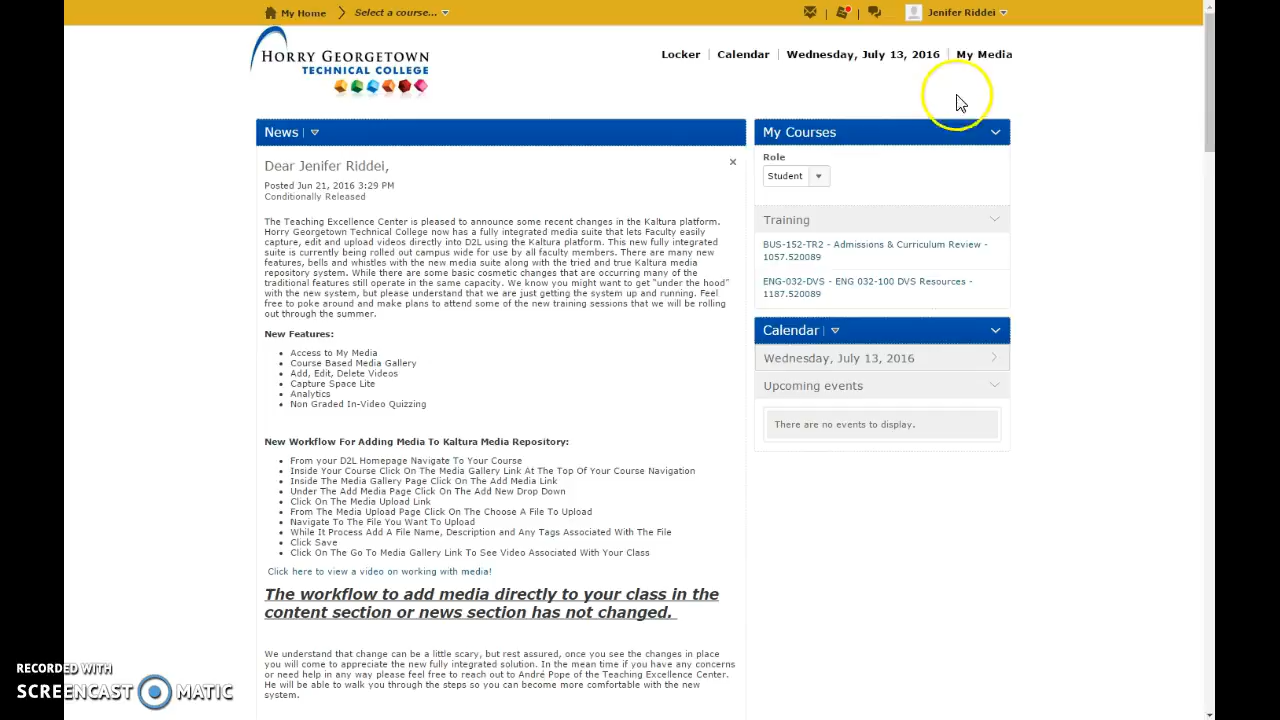 My Home
Select a course...
Jenifer Riddei
HORRY GEORGETOWN
TECHNICAL COLLEGE
Locker
Calendar
Wednesday, July 13, 2016
My Media
News
Dear Jenifer Riddei,
×
Posted Jun 21, 2016 3:29 PM
Conditionally Released
The Teaching Excellence Center is pleased to announce some recent changes in the Kaltura platform.
Horry Georgetown Technical College now has a fully integrated media suite that lets Faculty easily
capture, edit and upload videos directly into D2L using the Kaltura platform. This new fully integrated
suite is currently being rolled out campus wide for use by all faculty members. There are many new
features, bells and whistles with the new media suite along with the tried and true Kaltura media
repository system. While there are some basic cosmetic changes that are occurring many of the
traditional features still operate in the same capacity. We know you might want to get "under the hood"
with the new system, but please understand that we are just getting the system up and running. Feel
free to poke around and make plans to attend some of the new training sessions that we will be rolling
out through the summer.
New Features:
• Access to My Media
• Course Based Media Gallery
• Add, Edit, Delete Videos
• Capture Space Lite
• Analytics
• Non Graded In-Video Quizzing
New Workflow For Adding Media To Kaltura Media Repository:
• From your D2L Homepage Navigate To Your Course
• Inside Your Course Click On The Media Gallery Link At The Top Of Your Course Navigation
• Inside The Media Gallery Page Click On The Add Media Link
• Under The Add Media Page Click On The Add New Drop Down
• Click On The Media Upload Link
• From The Media Upload Page Click On The Choose A File To Upload
• Navigate To The File You Want To Upload
• While It Process Add A File Name, Description and Any Tags Associated With The File
• Click Save
• Click On The Go To Media Gallery Link To See Video Associated With Your Class
Click here to view a video on working with media!
The workflow to add media directly to your class in the
content section or news section has not changed.
We understand that change can be a little scary, but rest assured, once you see the changes in place
you will come to appreciate the new fully integrated solution. In the mean time if you have any concerns
or need help in any way please feel free to reach out to André Pope of the Teaching Excellence Center.
He will be able to walk you through the steps so you can become more comfortable with the new
system.
My Courses
Role
Student
Training
BUS-152-TR2 - Admissions & Curriculum Review -
1057.520089
ENG-032-DVS - ENG 032-100 DVS Resources -
1187.520089
Calendar
Wednesday, July 13, 2016
Upcoming events
There are no events to display.
RECORDED WITH
SCREENCAST MATIC